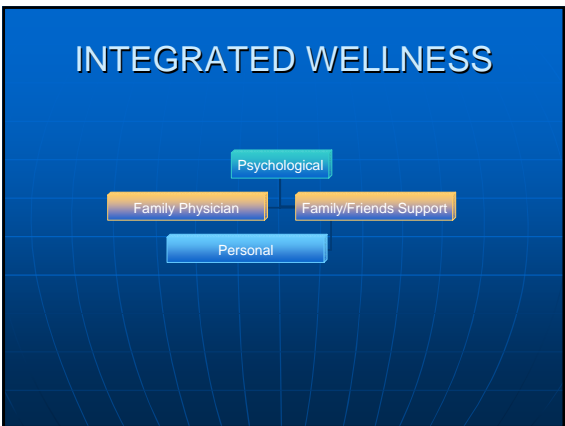 INTEGRATED WELLNESS
Psychological
Family Physician
Family/Friends Support
Personal